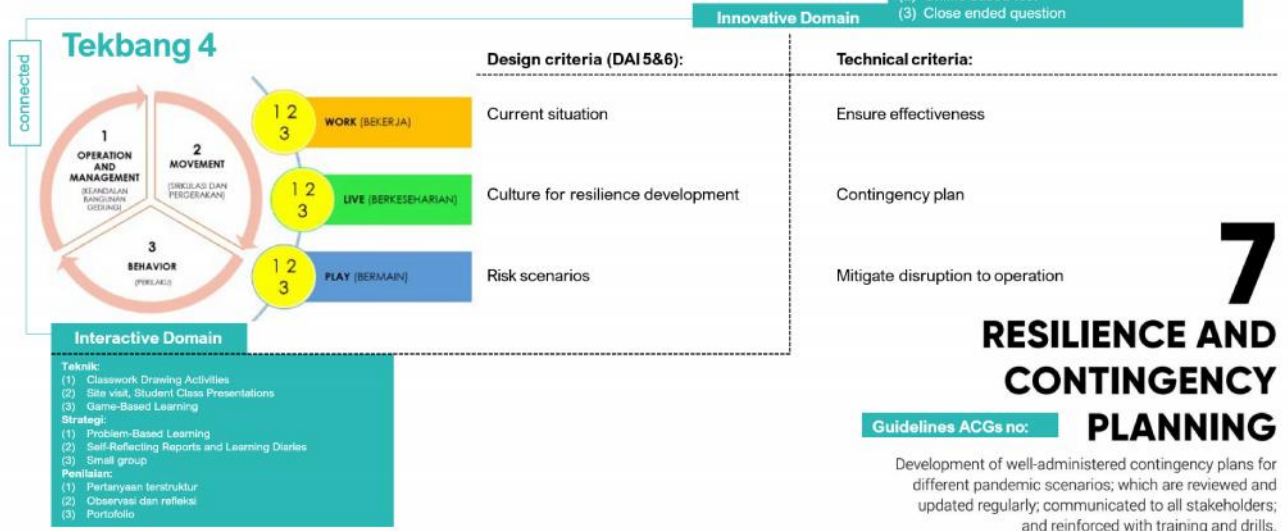 Innovative Domain
(3) Close ended question
connected
Tekbang 4
1
OPERATION
AND
MANAGEMENT
(KEANDALAN
BANGUNAN
GEDUNG)
2
MOVEMENT
(SIRKULASI DAN
PERGERAKAN)
3
BEHAVIOR
(PERILAKU)
1 2
3
WORK (BEKERJA)
1 2
3
LIVE (BERKESEHARIAN)
1 2
3
PLAY (BERMAIN)
Design criteria (DAI 5&6):
Current situation
Culture for resilience development
Risk scenarios
Technical criteria:
Ensure effectiveness
Contingency plan
Mitigate disruption to operation
Interactive Domain
Teknik:
(1) Classwork Drawing Activities
(2) Site visit, Student Class Presentations
(3) Game-Based Learning
Strategi:
(1) Problem-Based Learning
(2) Self-Reflecting Reports and Learning Diaries
(3) Small group
Penilaian:
(1) Pertanyaan terstruktur
(2) Observasi dan refleksi
(3) Portofolio
7
RESILIENCE AND
CONTINGENCY
PLANNING
Guidelines ACGs no:
Development of well-administered contingency plans for
different pandemic scenarios; which are reviewed and
updated regularly; communicated to all stakeholders;
and reinforced with training and drills.